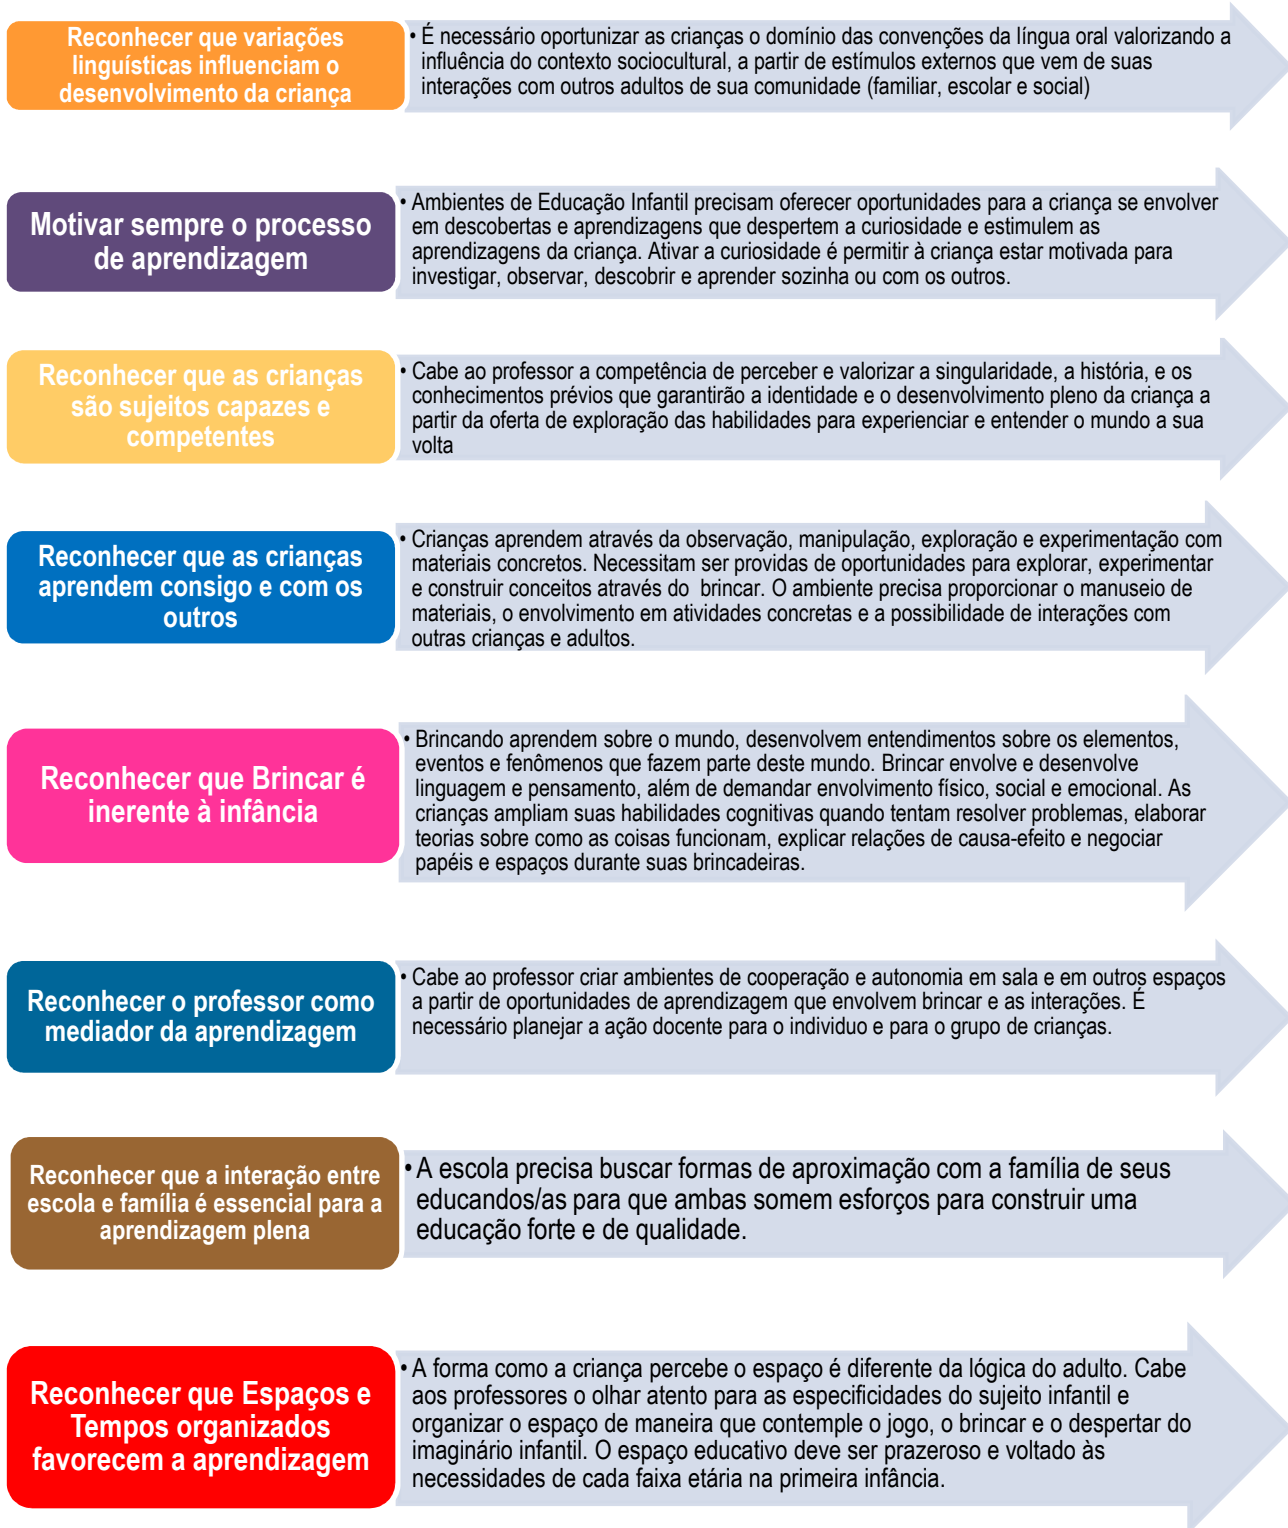 Reconhecer que variações
linguísticas influenciam o
desenvolvimento da criança
• É necessário oportunizar as crianças o domínio das convenções da língua oral valorizando a
influência do contexto sociocultural, a partir de estímulos externos que vem de suas
interações com outros adultos de sua comunidade (familiar, escolar e social)
Motivar sempre o processo
de aprendizagem
• Ambientes de Educação Infantil precisam oferecer oportunidades para a criança se envolver
em descobertas e aprendizagens que despertem a curiosidade e estimulem as
aprendizagens da criança. Ativar a curiosidade é permitir à criança estar motivada para
investigar, observar, descobrir e aprender sozinha ou com os outros.
Reconhecer que as crianças
são sujeitos capazes e
competentes
• Cabe ao professor a competência de perceber e valorizar a singularidade, a história, e os
conhecimentos prévios que garantirão a identidade e o desenvolvimento pleno da criança a
partir da oferta de exploração das habilidades para experienciar e entender o mundo a sua
volta
Reconhecer que as crianças
aprendem consigo e com os
outros
• Crianças aprendem através da observação, manipulação, exploração e experimentação com
materiais concretos. Necessitam ser providas de oportunidades para explorar, experimentar
e construir conceitos através do  brincar. O ambiente precisa proporcionar o manuseio de
materiais, o envolvimento em atividades concretas e a possibilidade de interações com
outras crianças e adultos.
Reconhecer que Brincar é
inerente à infância
• Brincando aprendem sobre o mundo, desenvolvem entendimentos sobre os elementos,
eventos e fenômenos que fazem parte deste mundo. Brincar envolve e desenvolve
linguagem e pensamento, além de demandar envolvimento físico, social e emocional. As
crianças ampliam suas habilidades cognitivas quando tentam resolver problemas, elaborar
teorias sobre como as coisas funcionam, explicar relações de causa-efeito e negociar
papéis e espaços durante suas brincadeiras.
Reconhecer o professor como
mediador da aprendizagem
• Cabe ao professor criar ambientes de cooperação e autonomia em sala e em outros espaços
a partir de oportunidades de aprendizagem que envolvem brincar e as interações. É
necessário planejar a ação docente para o individuo e para o grupo de crianças.
Reconhecer que a interação entre
escola e família é essencial para a
aprendizagem plena
• A escola precisa buscar formas de aproximação com a família de seus
educandos/as para que ambas somem esforços para construir uma
educação forte e de qualidade.
Reconhecer que Espaços e
Tempos organizados
favorecem a aprendizagem
• A forma como a criança percebe o espaço é diferente da lógica do adulto. Cabe
aos professores o olhar atento para as especificidades do sujeito infantil e
organizar o espaço de maneira que contemple o jogo, o brincar e o despertar do
imaginário infantil. O espaço educativo deve ser prazeroso e voltado às
necessidades de cada faixa etária na primeira infância.